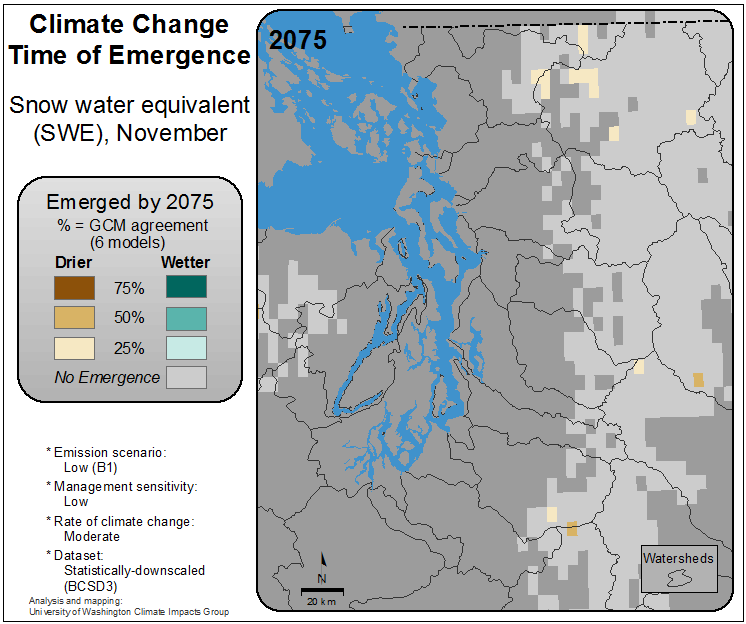 Climate Change
Time of Emergence
Snow water equivalent
(SWE), November
Emerged by 2075
% = GCM agreement
(6 models)
Drier Wetter
75%
50%
25%
No Emergence
* Emission scenario:
Low (B1)
* Management sensitivity:
Low
* Rate of climate change:
Moderate
* Dataset:
Statistically-downscaled
(BCSD3)
Analysis and mapping:
University of Washington Climate Impacts Group
2075
N
20 km
Watersheds